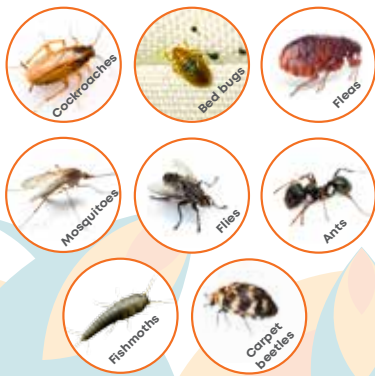 Cockroaches
Bed bugs
Fleas
Mosquitoes
Flies
Ants
Fishmoths
Carpet
beetles